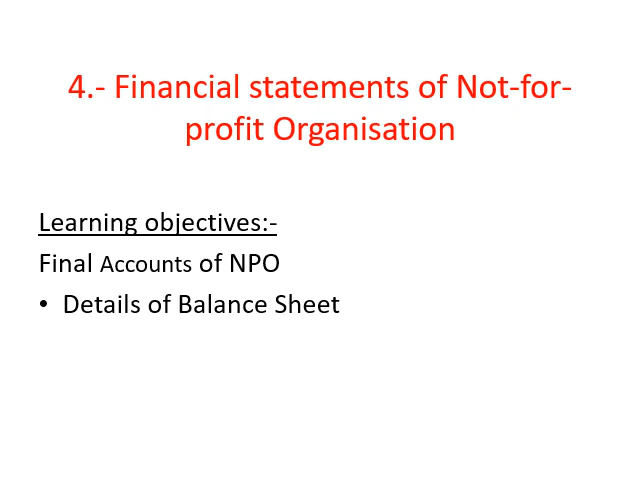 4.- Financial statements of Not-for-
profit Organisation
Learning objectives:-
Final Accounts of NPO
• Details of Balance Sheet